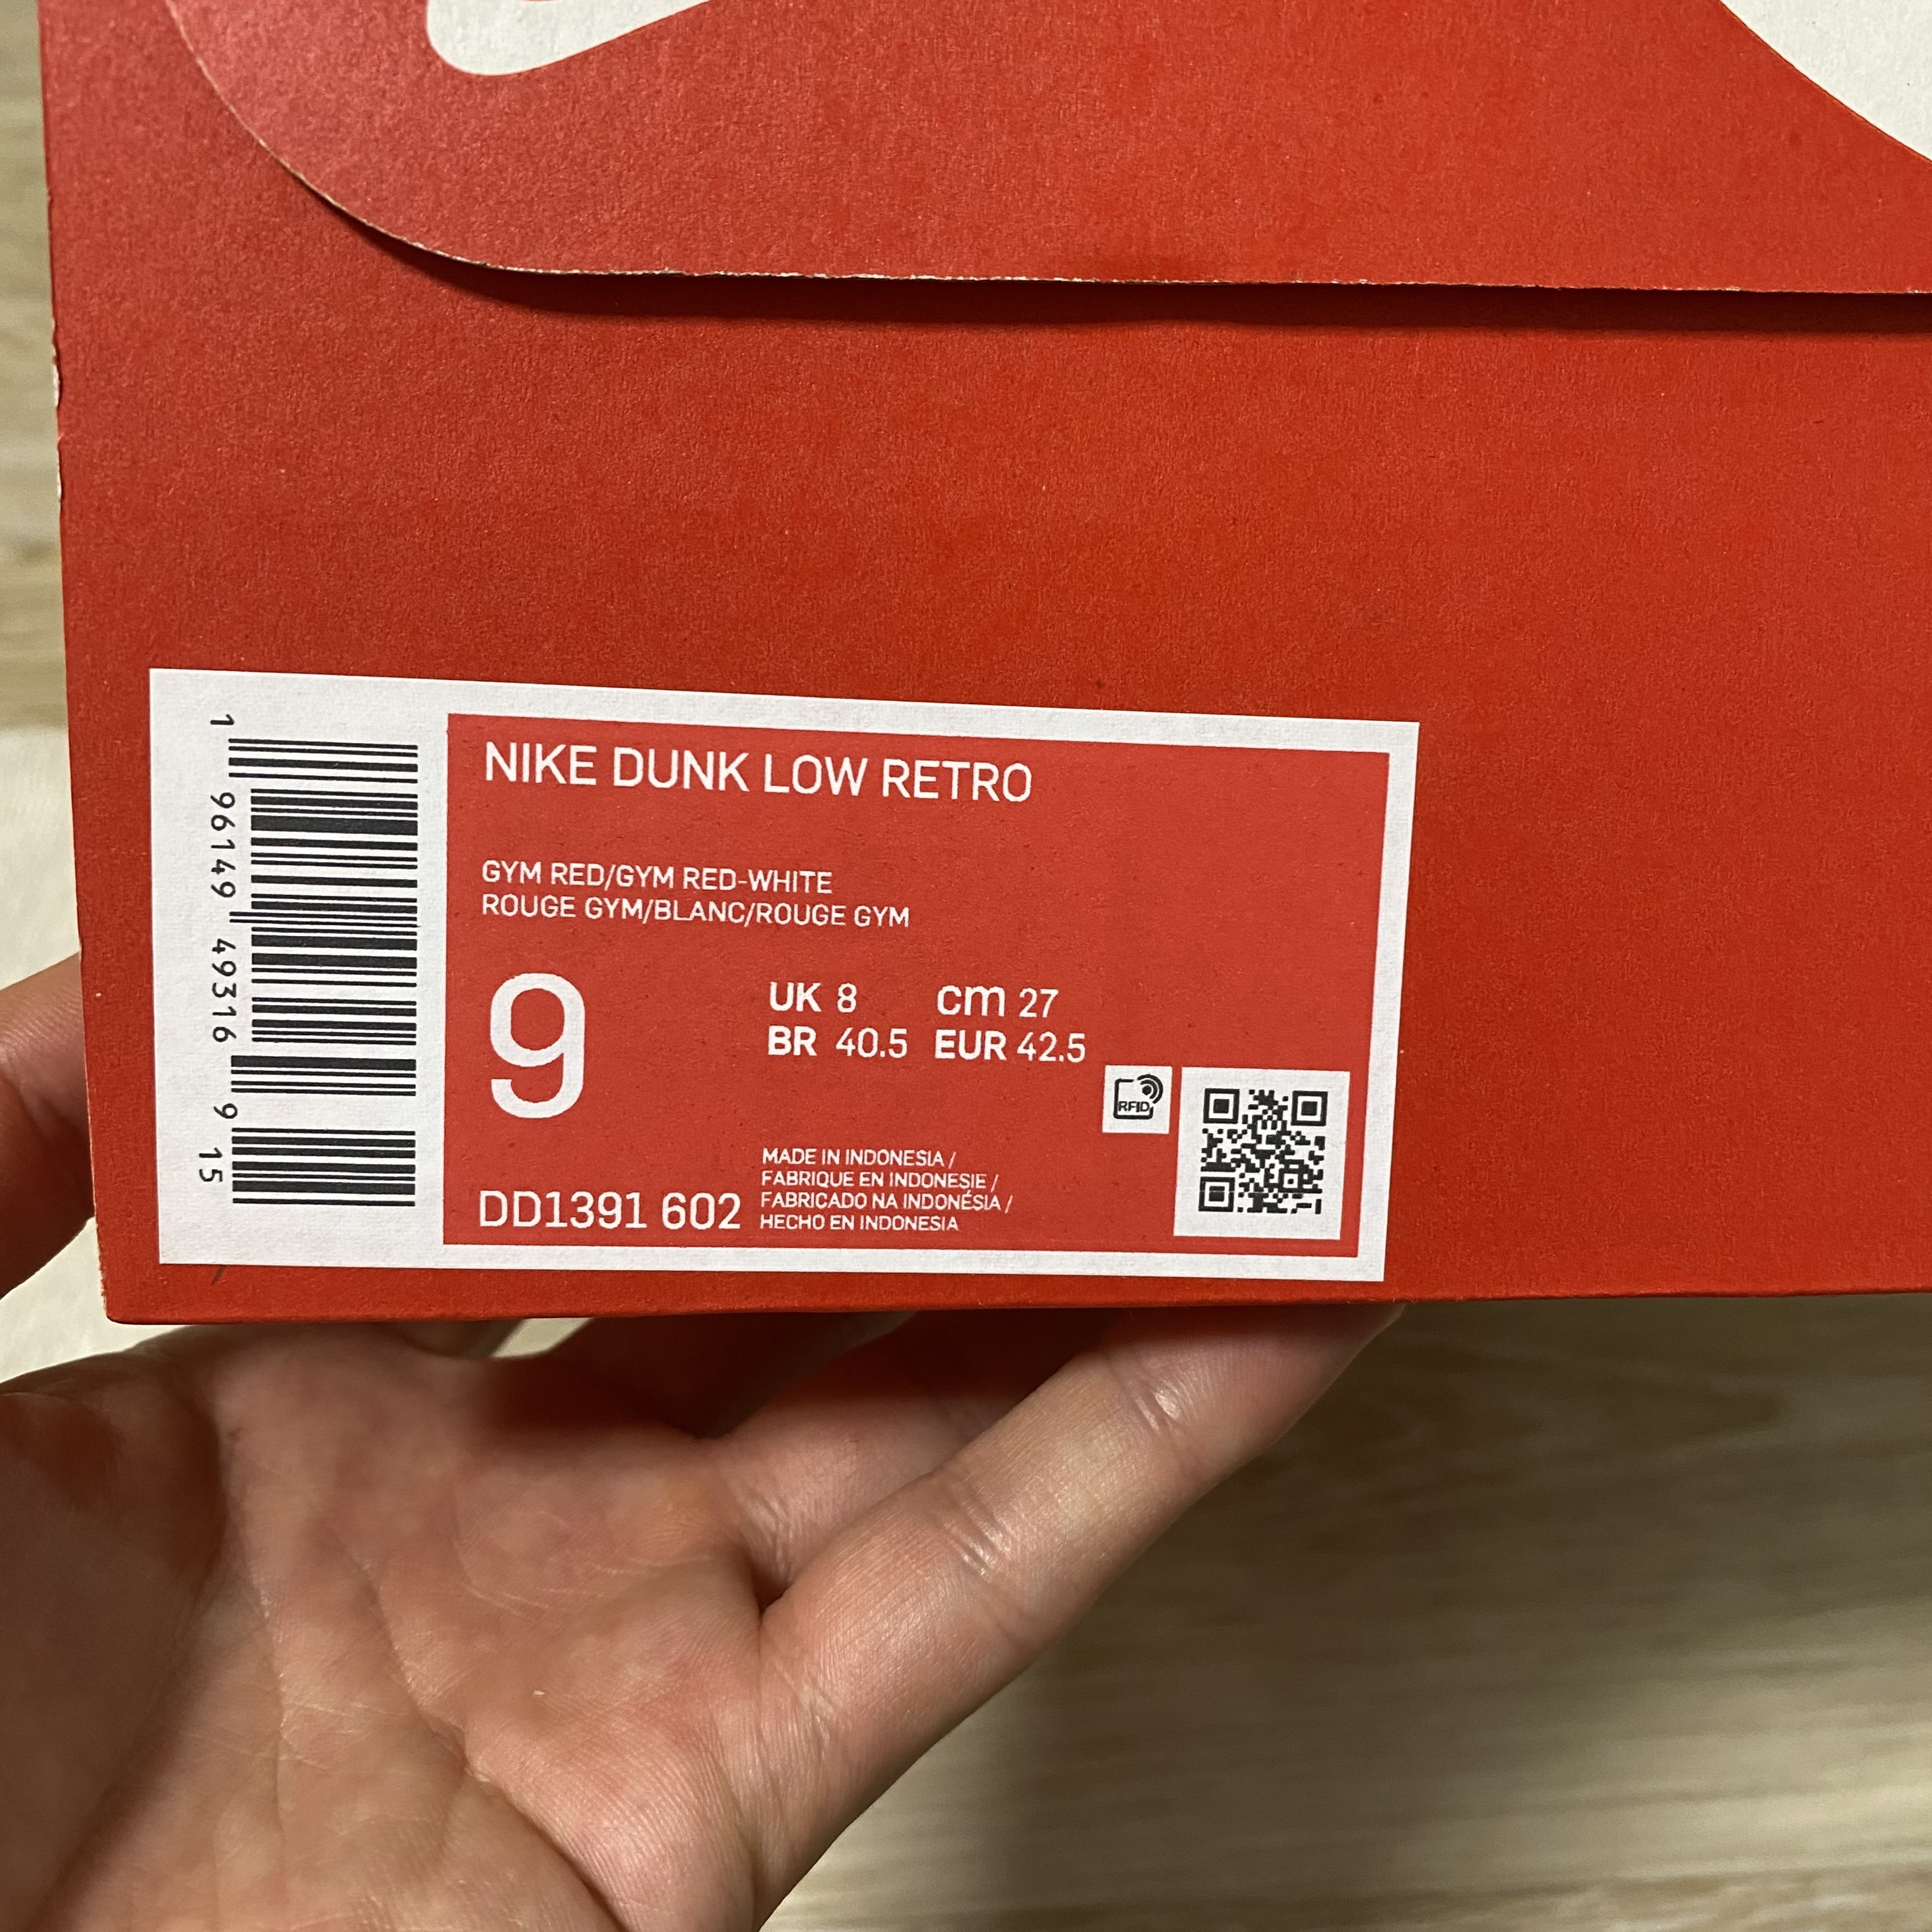 1 96149 49316 9 15
NIKE DUNK LOW RETRO
GYM RED/GYM RED-WHITE
ROUGE GYM/BLANC/ROUGE GYM
9
UK 8 cm 27
BR 40.5 EUR 42.5
RFID
DD1391 602
MADE IN INDONESIA /
FABRIQUE EN INDONESIE /
FABRICADO NA INDONÉSIA /
HECHO EN INDONESIA